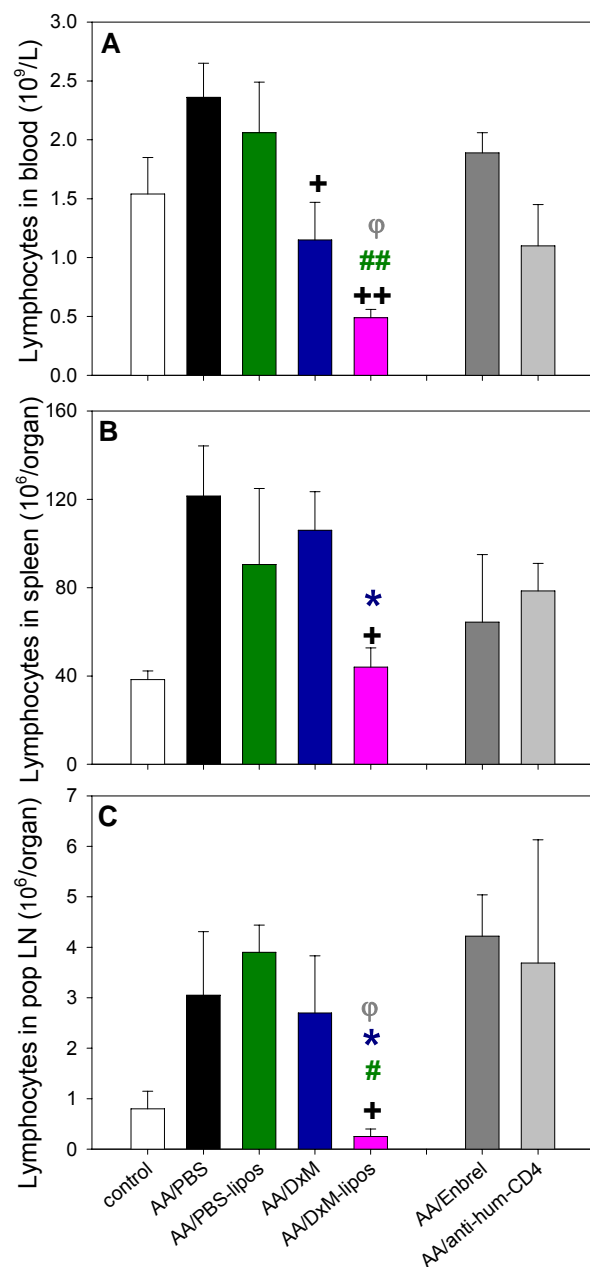 A
Lymphocytes in blood (10⁹/L)
3.0
2.5
2.0
1.5
1.0
0.5
0.0
+
φ
##
++
B
Lymphocytes in spleen (10⁶/organ)
160
120
80
40
0
*
+
C
Lymphocytes in pop LN (10⁶/organ)
7
6
5
4
3
2
1
0
φ
*
#
+
control
AA/PBS
AA/PBS-lipos
AA/DxM
AA/DxM-lipos
AA/Enbrel
AA/anti-hum-CD4